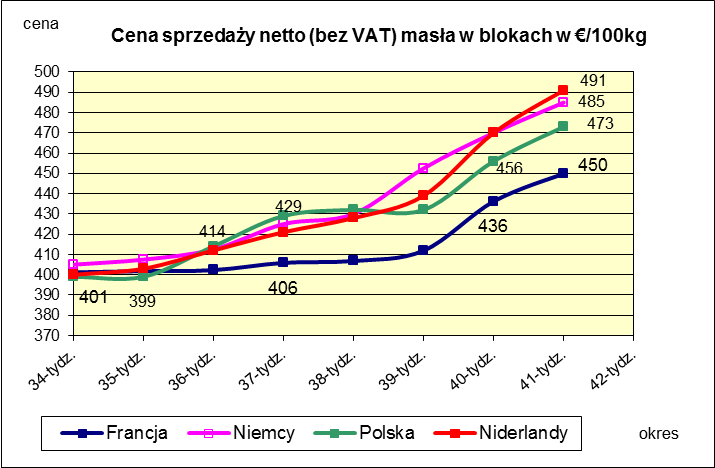 cena
Cena sprzedaży netto (bez VAT) masła w blokach w €/100kg
500
490
480
470
460
450
440
430
420
410
400
390
380
370
491
485
473
450
456
436
429
414
406
401
399
34-tydz.
35-tydz.
36-tydz.
37-tydz.
38-tydz.
39-tydz.
40-tydz.
41-tydz.
42-tydz.
Francja Niemcy Polska Niderlandy
okres